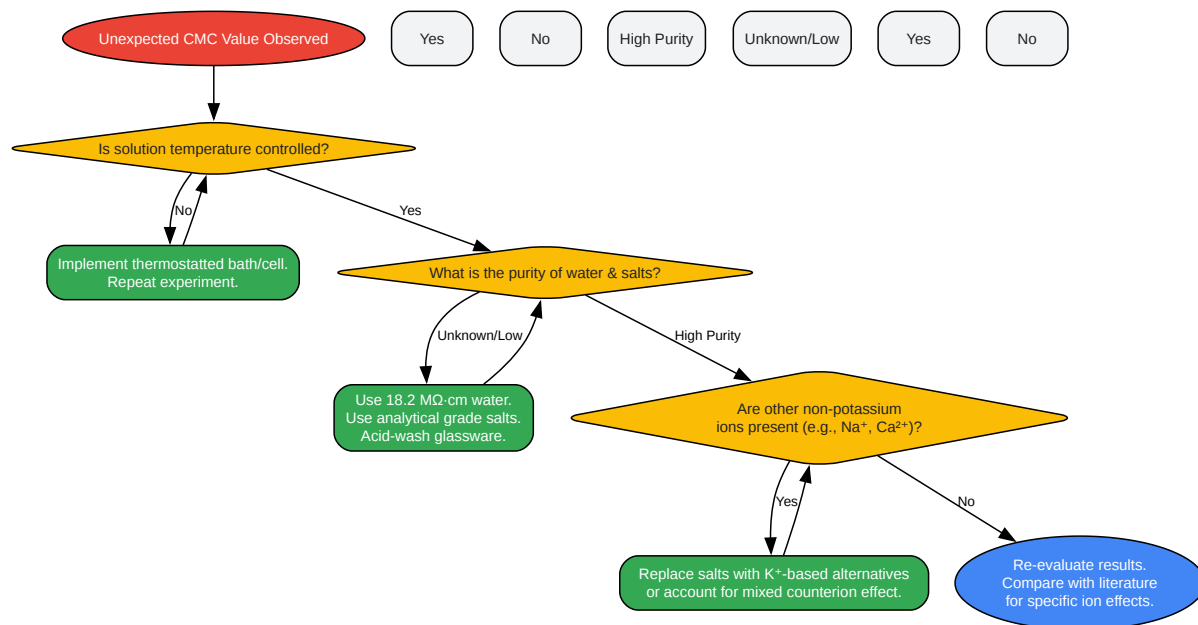 Unexpected CMC Value Observed
Yes
No
High Purity
Unknown/Low
Yes
No
Is solution temperature controlled?
No
Yes
Implement thermostatted bath/cell.
Repeat experiment.
What is the purity of water & salts?
Unknown/Low
High Purity
Use 18.2 MΩ·cm water.
Use analytical grade salts.
Acid-wash glassware.
Are other non-potassium
ions present (e.g., Na⁺, Ca²⁺)?
Yes
No
Replace salts with K⁺-based alternatives
or account for mixed counterion effect.
Re-evaluate results.
Compare with literature
for specific ion effects.